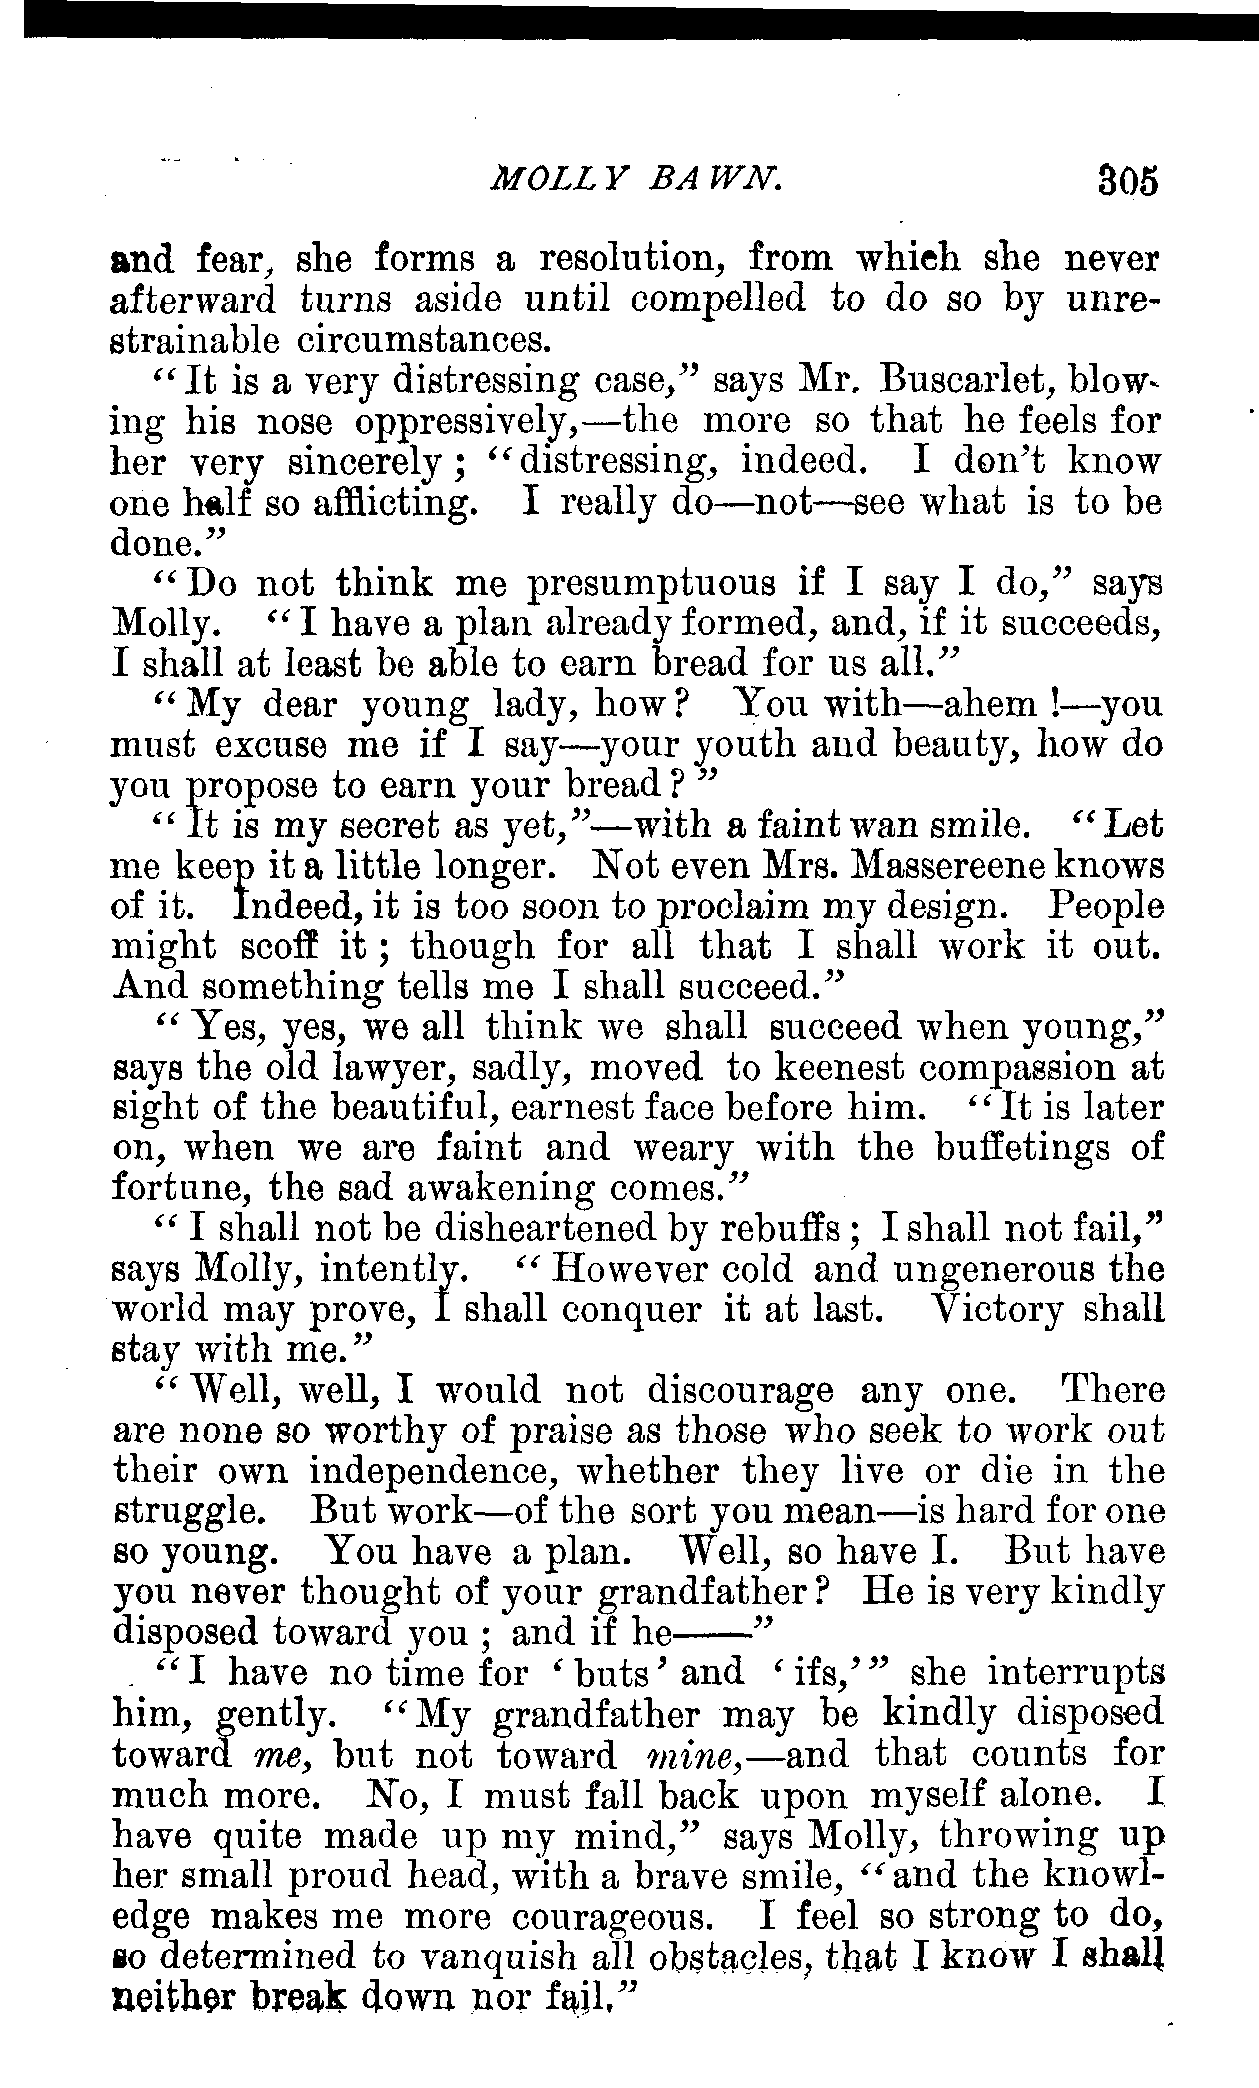 MOLLY BAWN. 305
and fear, she forms a resolution, from which she never
afterward turns aside until compelled to do so by unre-
strainable circumstances.
"It is a very distressing case," says Mr. Buscarlet, blow-
ing his nose oppressively,—the more so that he feels for
her very sincerely; "distressing, indeed. I don't know
one half so afflicting. I really do—not—see what is to be
done."
"Do not think me presumptuous if I say I do," says
Molly. "I have a plan already formed, and, if it succeeds,
I shall at least be able to earn bread for us all."
"My dear young lady, how? You with—ahem!—you
must excuse me if I say—your youth and beauty, how do
you propose to earn your bread?"
"It is my secret as yet,"—with a faint wan smile. "Let
me keep it a little longer. Not even Mrs. Massereene knows
of it. Indeed, it is too soon to proclaim my design. People
might scoff it; though for all that I shall work it out.
And something tells me I shall succeed."
"Yes, yes, we all think we shall succeed when young,"
says the old lawyer, sadly, moved to keenest compassion at
sight of the beautiful, earnest face before him. "It is later
on, when we are faint and weary with the buffetings of
fortune, the sad awakening comes."
"I shall not be disheartened by rebuffs; I shall not fail,"
says Molly, intently. "However cold and ungenerous the
world may prove, I shall conquer it at last. Victory shall
stay with me."
"Well, well, I would not discourage any one. There
are none so worthy of praise as those who seek to work out
their own independence, whether they live or die in the
struggle. But work—of the sort you mean—is hard for one
so young. You have a plan. Well, so have I. But have
you never thought of your grandfather? He is very kindly
disposed toward you; and if he——"
"I have no time for 'buts' and 'ifs,'" she interrupts
him, gently. "My grandfather may be kindly disposed
toward me, but not toward mine,—and that counts for
much more. No, I must fall back upon myself alone. I
have quite made up my mind," says Molly, throwing up
her small proud head, with a brave smile, "and the knowl-
edge makes me more courageous. I feel so strong to do,
so determined to vanquish all obstacles, that I know I shall
neither break down nor fail."